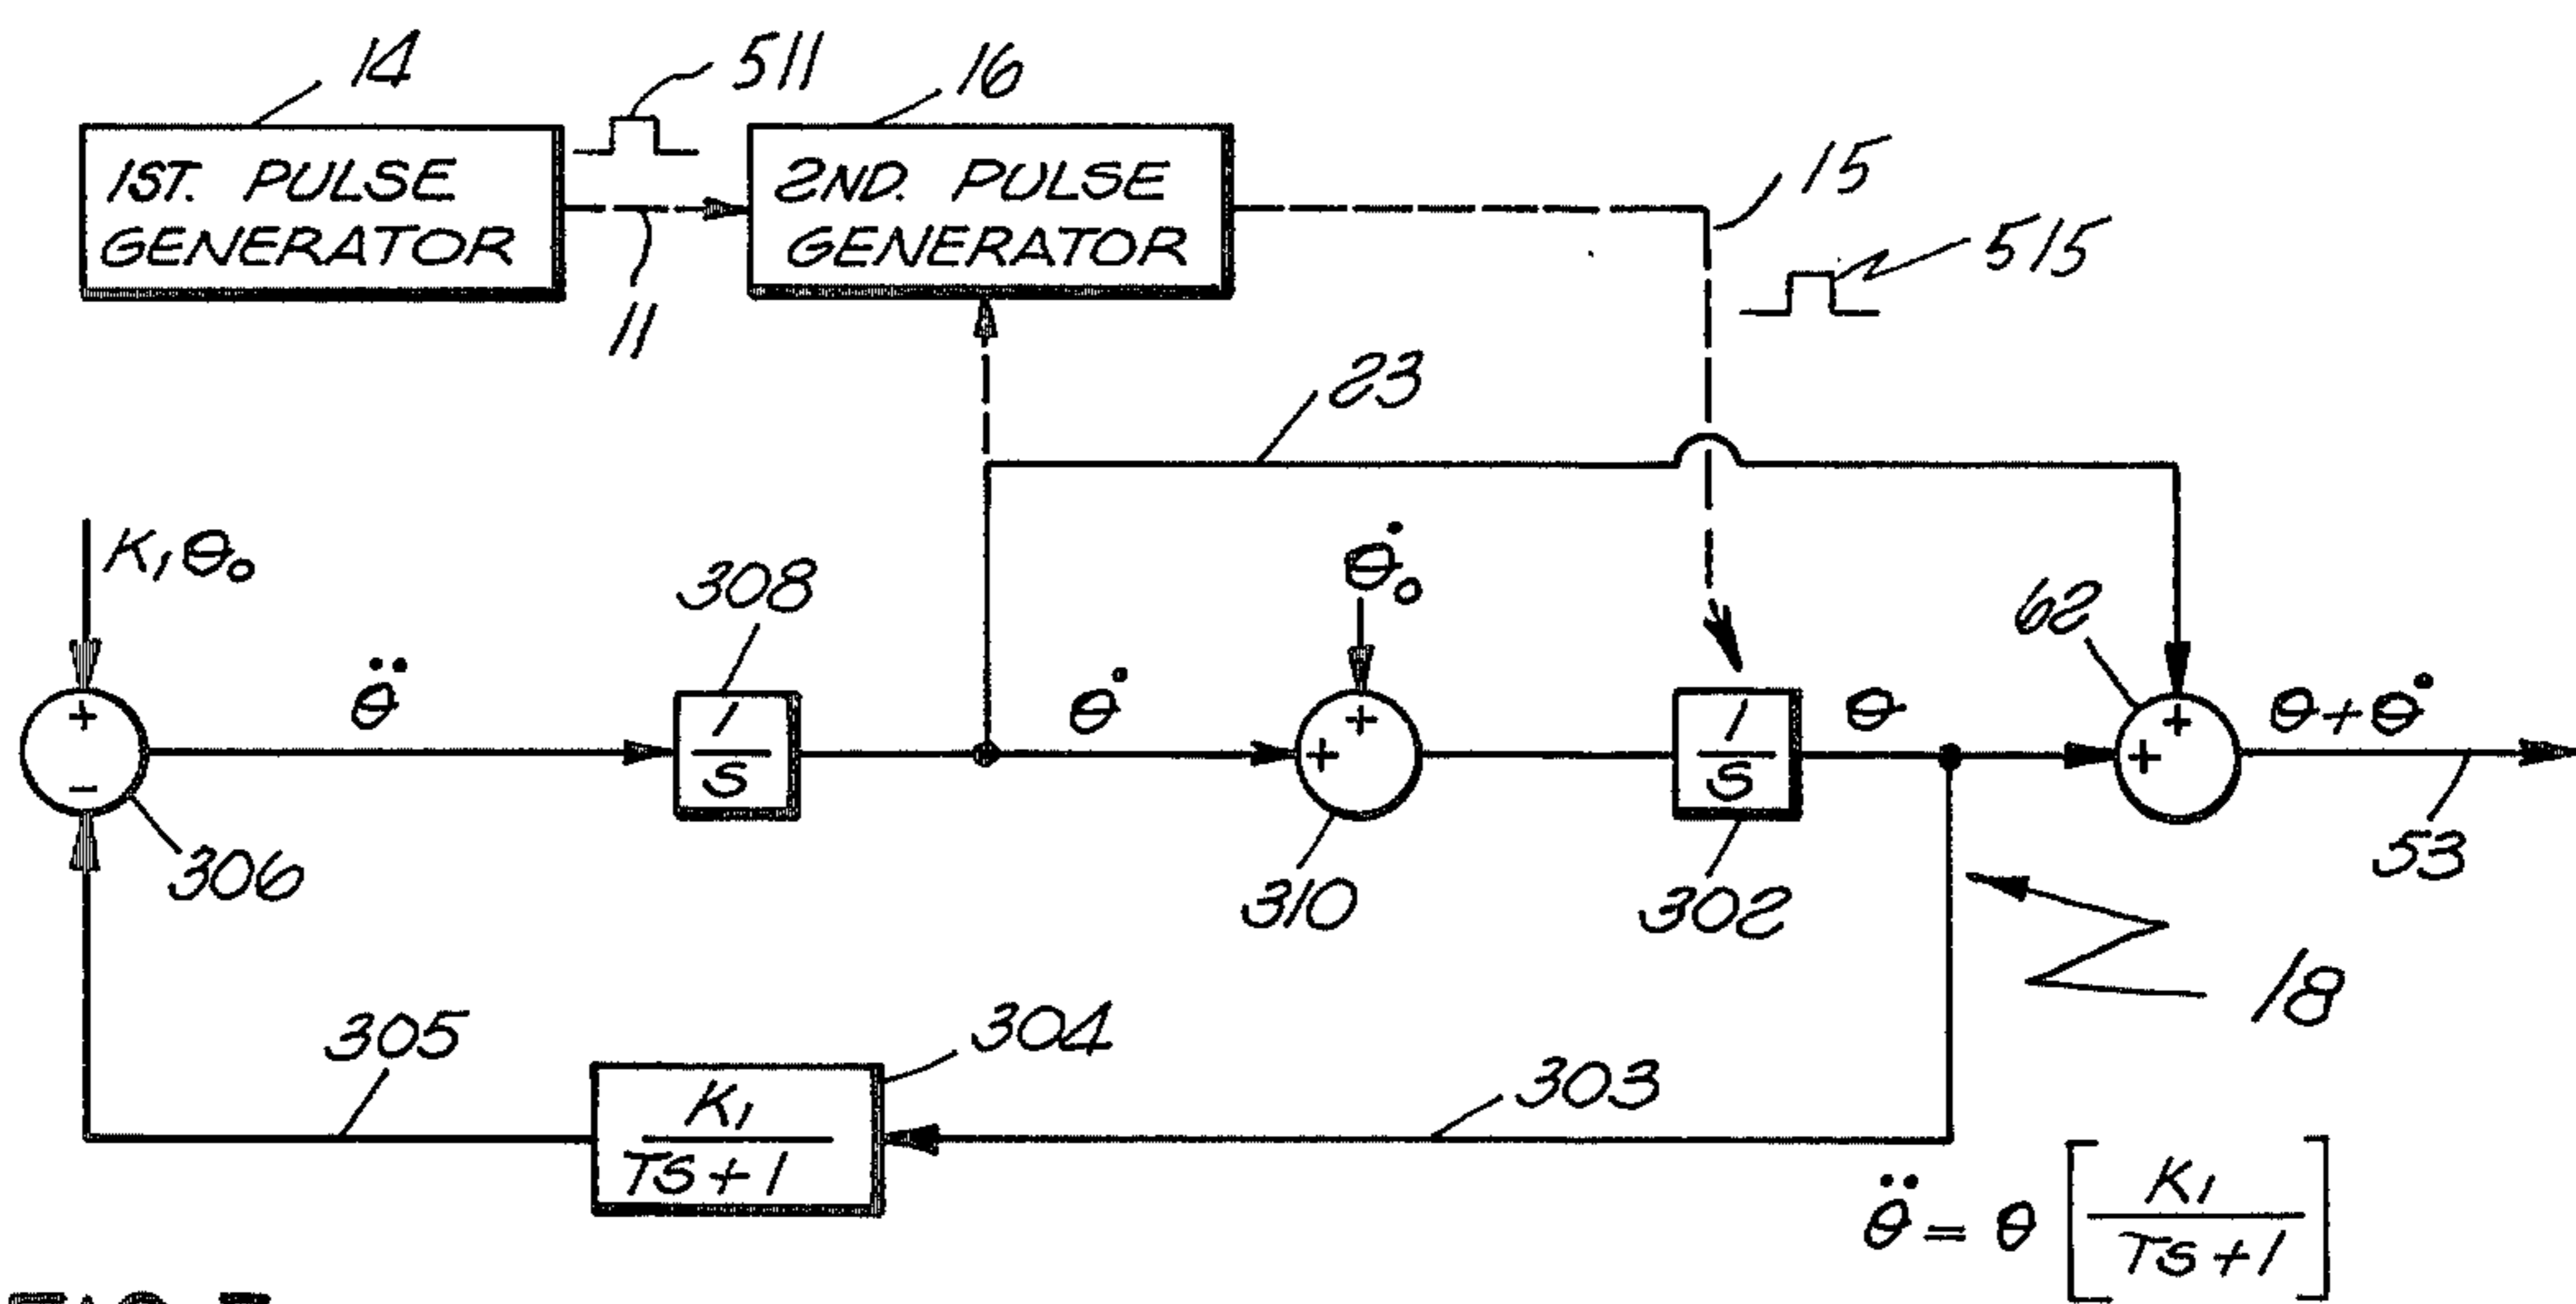 14
511
16
1ST. PULSE
GENERATOR
2ND. PULSE
GENERATOR
15
515
11
23
K₁θ₀
θ̇₀
308
62
θ̈
1
S
θ̇
1
S
θ
θ+θ̇
+
-
+
+
+
+
306
310
302
53
18
305
304
303
K₁
TS+1
θ̈ = θ [K₁ / TS+1]